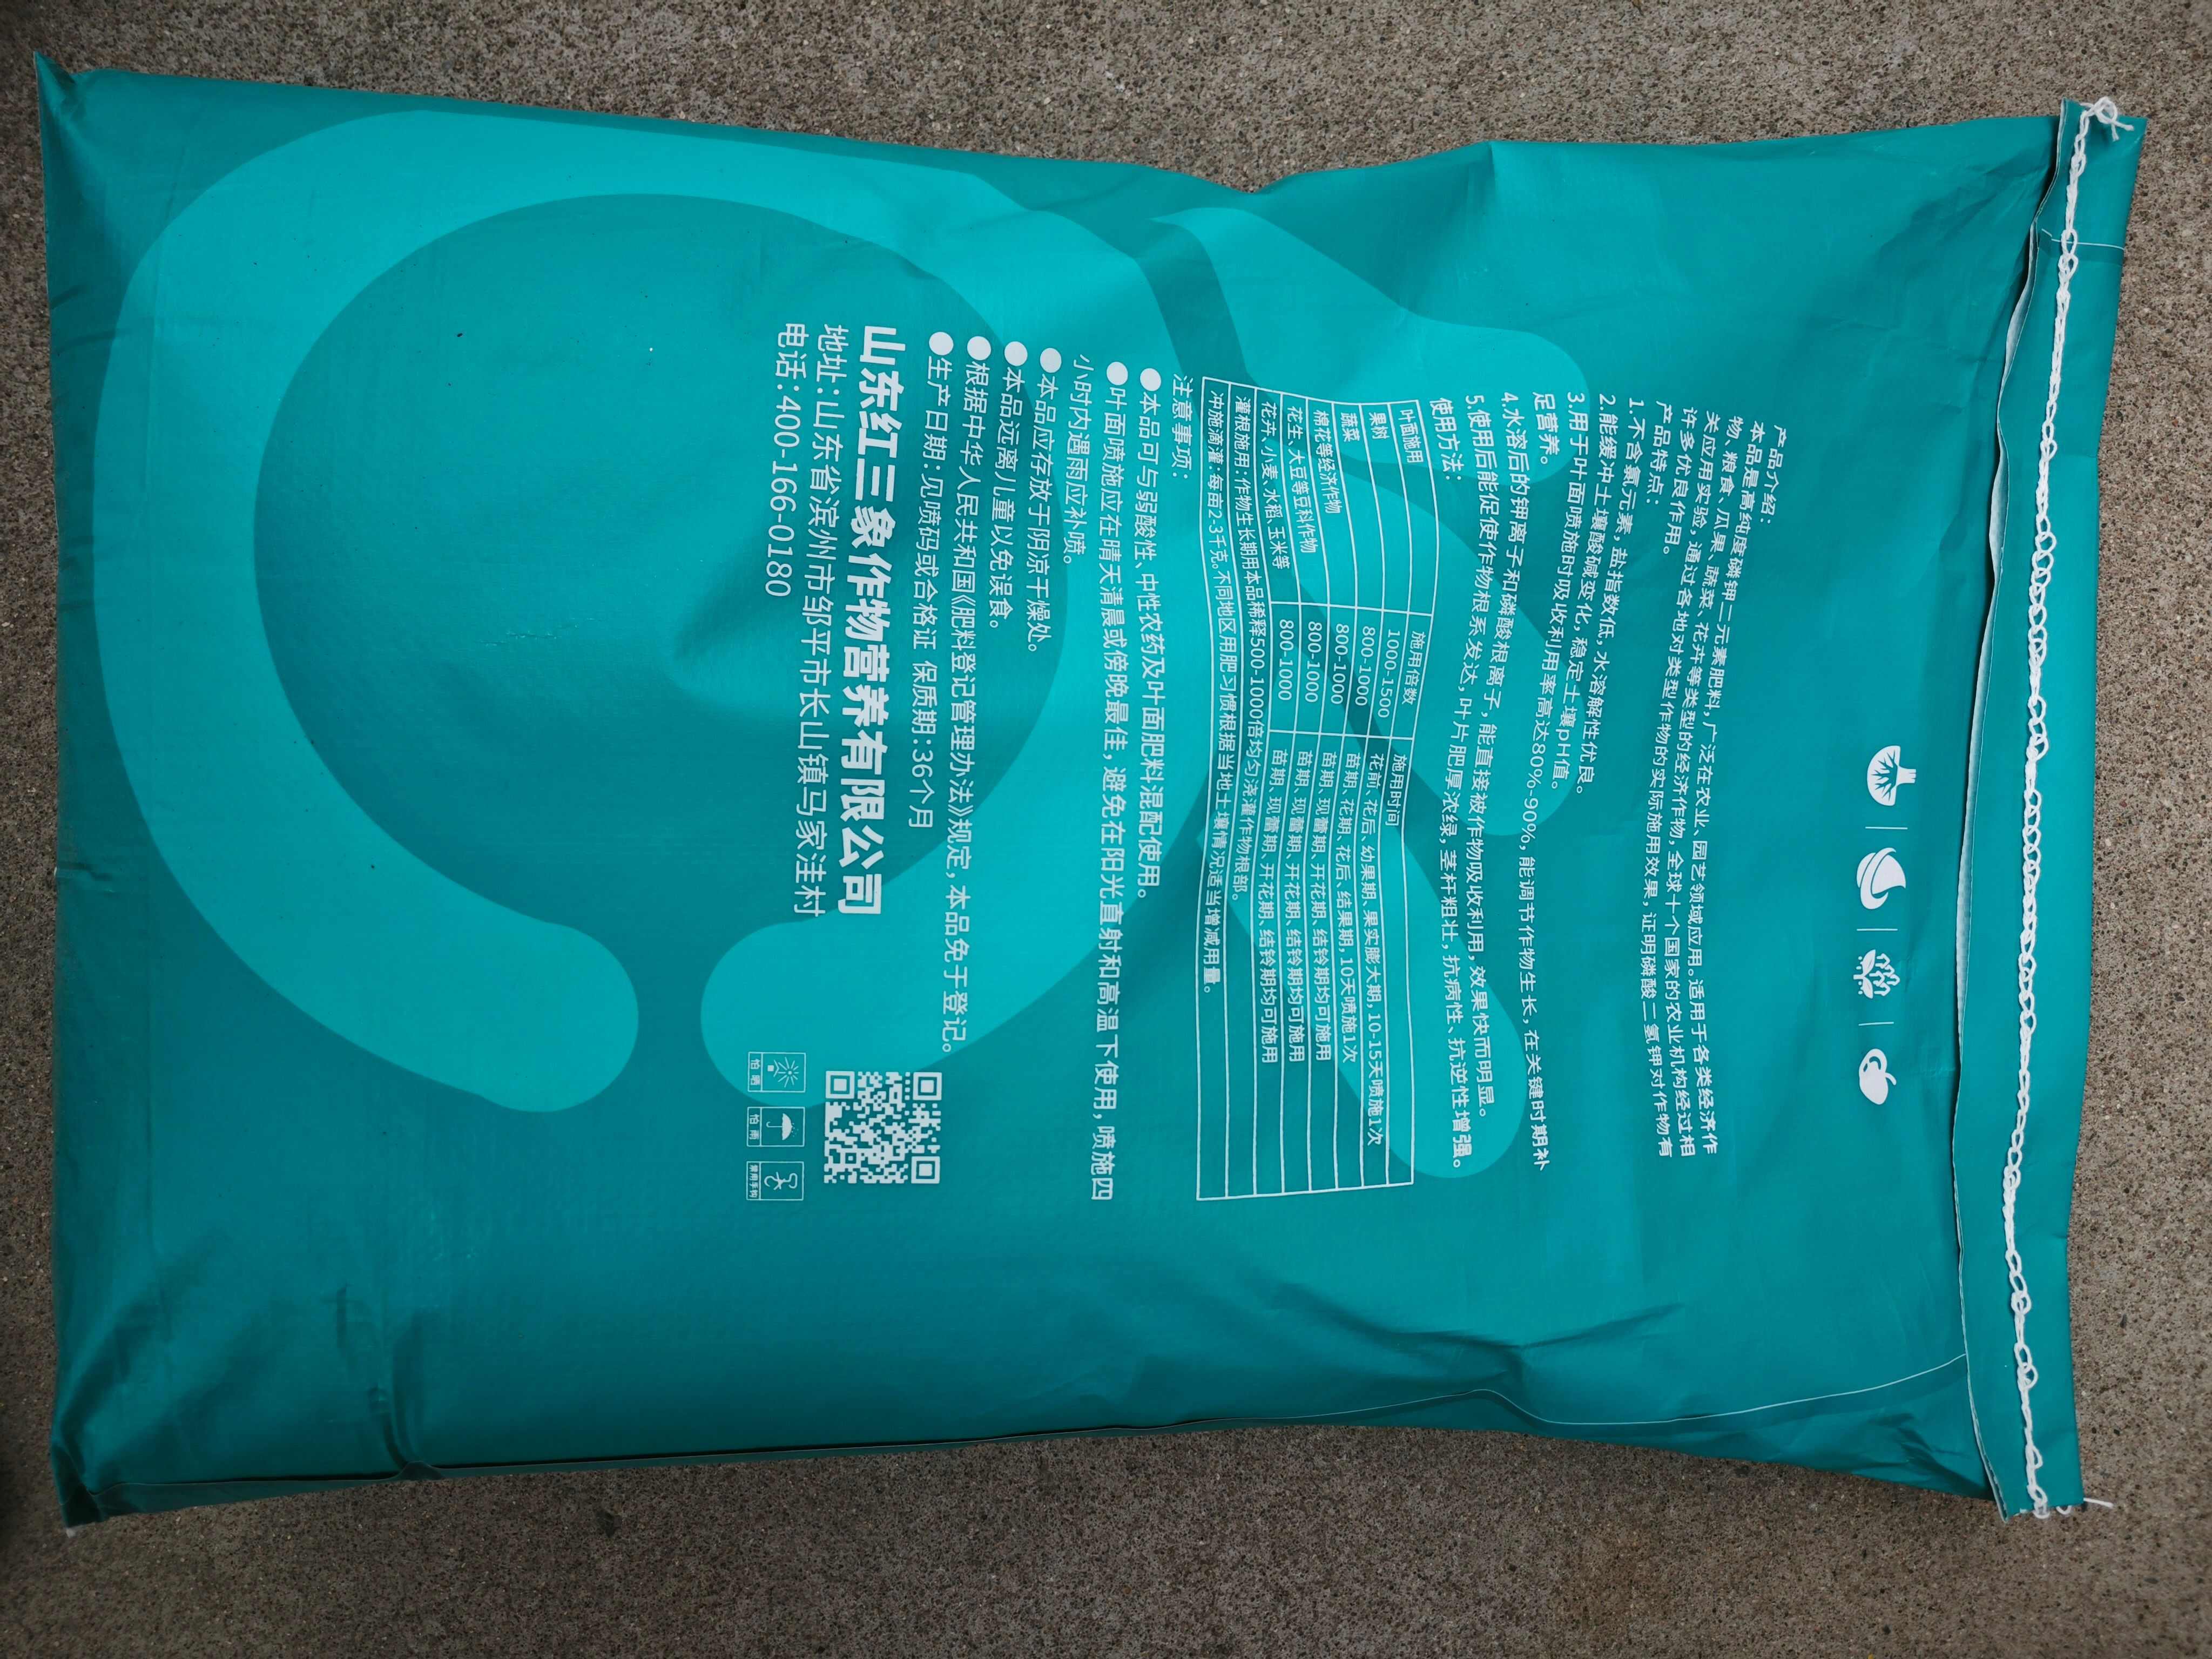 产品介绍：
本品是高纯度磷钾二元素肥料，广泛在农业、园艺领域应用。适用于各类经济作
物、粮食、瓜果、蔬菜、花卉等类型的经济作物，全球十个国家的农业机构经过相
关应用实验，通过各地对类型作物的实际施用效果，证明磷酸二氢钾对作物有
许多优良作用。
产品特点：
1.不含氯元素，盐指数低，水溶解性优良。
2.能缓冲土壤酸碱变化，稳定土壤pH值。
3.用于叶面喷施时吸收利用率高达80%-90%，能调节作物生长，在关键时期补
足营养。
4.水溶后的钾离子和磷酸根离子，能直接被作物吸收利用，效果快而明显。
5.使用后能促使作物根系发达，叶片肥厚浓绿，茎杆粗壮，抗病性、抗逆性增强。
使用方法：
叶面施用 施用倍数 施用时间
果树 1000-1500 花前、花后、幼果期、果实膨大期，10-15天喷施1次
蔬菜 800-1000 苗期、花期、花后、结果期，10天喷施1次
棉花等经济作物 800-1000 苗期、现蕾期、开花期、结铃期均可施用
花生、大豆等豆科作物 800-1000 苗期、现蕾期、开花期、结铃期均可施用
花卉、小麦、水稻、玉米等 800-1000 苗期、现蕾期、开花期、结铃期均可施用
灌根施用：作物生长期用本品稀释500-1000倍均匀浇灌作物根部。
冲施滴灌：每亩2-3千克。不同地区用肥习惯根据当地土壤情况适当增减用量。
注意事项：
●本品可与弱酸性、中性农药及叶面肥料混配使用。
●叶面喷施应在晴天清晨或傍晚最佳，避免在阳光直射和高温下使用，喷施四
小时内遇雨应补喷。
●本品应存放于阴凉干燥处。
●本品远离儿童以免误食。
●根据中华人民共和国《肥料登记管理办法》规定，本品免于登记。
●生产日期：见喷码或合格证 保质期：36个月
山东红三象作物营养有限公司
地址：山东省滨州市邹平市长山镇马家洼村
电话：400-166-0180
怕晒
怕雨
禁用手钩